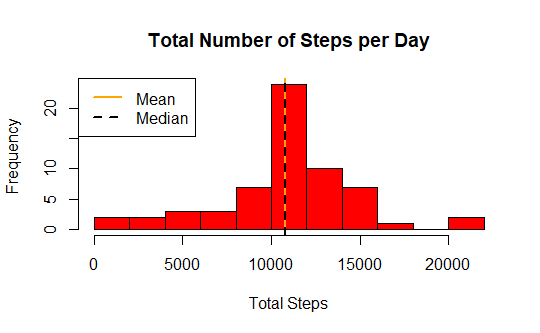 Total Number of Steps per Day
Mean
Median
Frequency
20
10
5
0
0 5000 10000 15000 20000
Total Steps